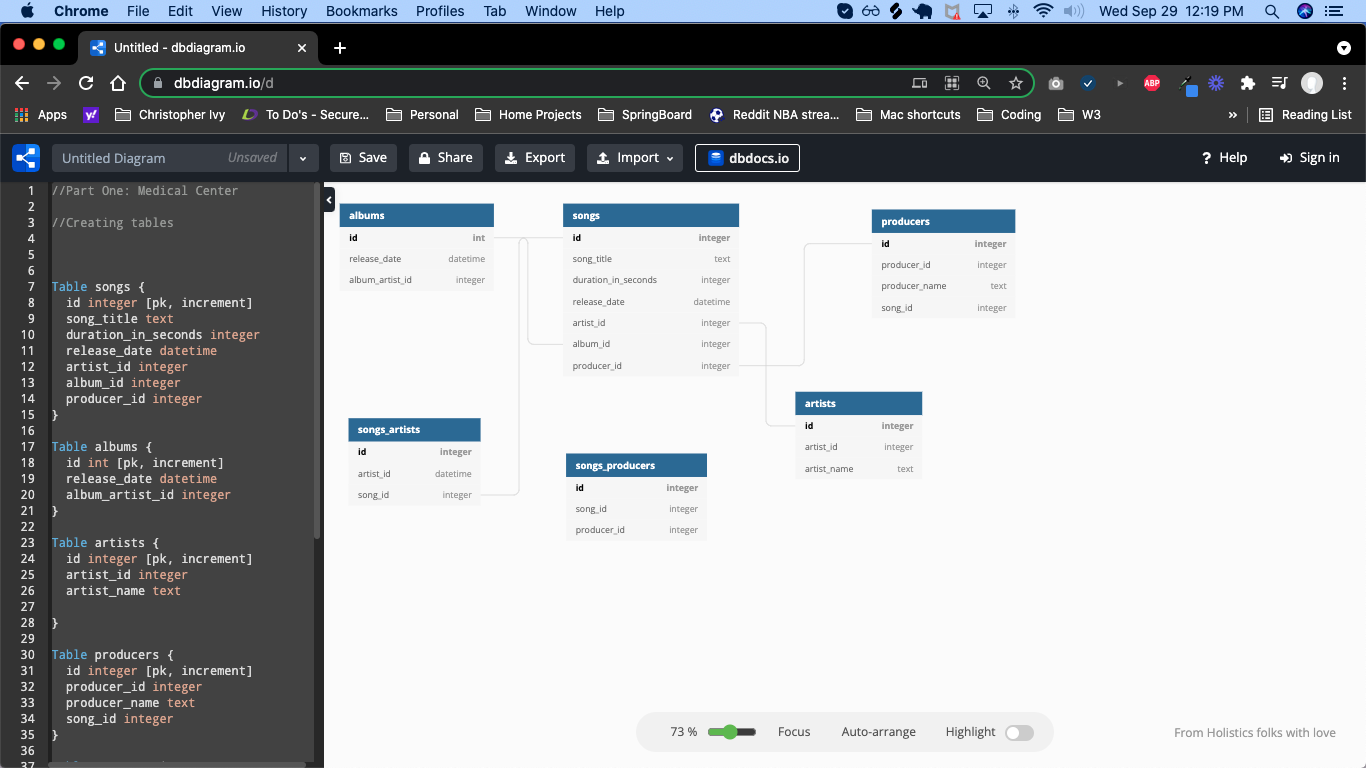 Chrome File Edit View History Bookmarks Profiles Tab Window Help Wed Sep 29 12:19 PM
Untitled - dbdiagram.io
dbdiagram.io/d
ABP
Apps Christopher Ivy To Do's - Secure... Personal Home Projects SpringBoard Reddit NBA strea... Mac shortcuts Coding W3 » Reading List
Untitled Diagram Unsaved Save Share Export Import dbdocs.io ? Help Sign in
1 //Part One: Medical Center
2
3 //Creating tables
4
5
6
7 Table songs {
8 id integer [pk, increment]
9 song_title text
10 duration_in_seconds integer
11 release_date datetime
12 artist_id integer
13 album_id integer
14 producer_id integer
15 }
16
17 Table albums {
18 id int [pk, increment]
19 release_date datetime
20 album_artist_id integer
21 }
22
23 Table artists {
24 id integer [pk, increment]
25 artist_id integer
26 artist_name text
27
28 }
29
30 Table producers {
31 id integer [pk, increment]
32 producer_id integer
33 producer_name text
34 song_id integer
35 }
36
37
albums
id int
release_date datetime
album_artist_id integer
songs
id integer
song_title text
duration_in_seconds integer
release_date datetime
artist_id integer
album_id integer
producer_id integer
producers
id integer
producer_id integer
producer_name text
song_id integer
artists
id integer
artist_id integer
artist_name text
songs_artists
id integer
artist_id datetime
song_id integer
songs_producers
id integer
song_id integer
producer_id integer
73 % Focus Auto-arrange Highlight
From Holistics folks with love